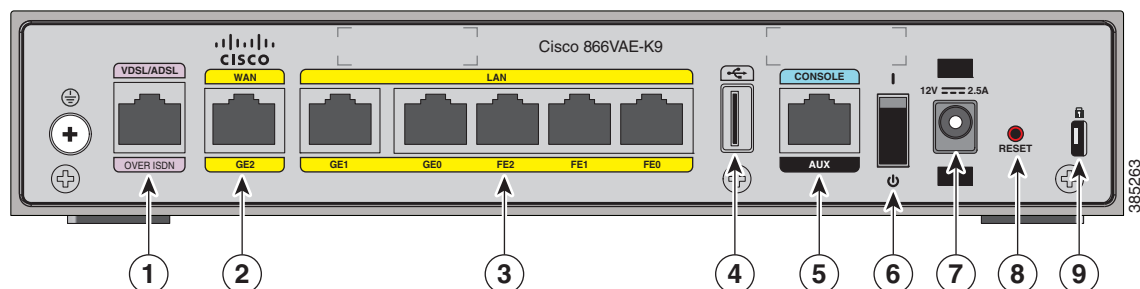 CISCO
Cisco 866VAE-K9
VDSL/ADSL
WAN
LAN
CONSOLE
12V 2.5A
OVER ISDN
GE2
GE1
GE0
FE2
FE1
FE0
AUX
RESET
385263
1
2
3
4
5
6
7
8
9